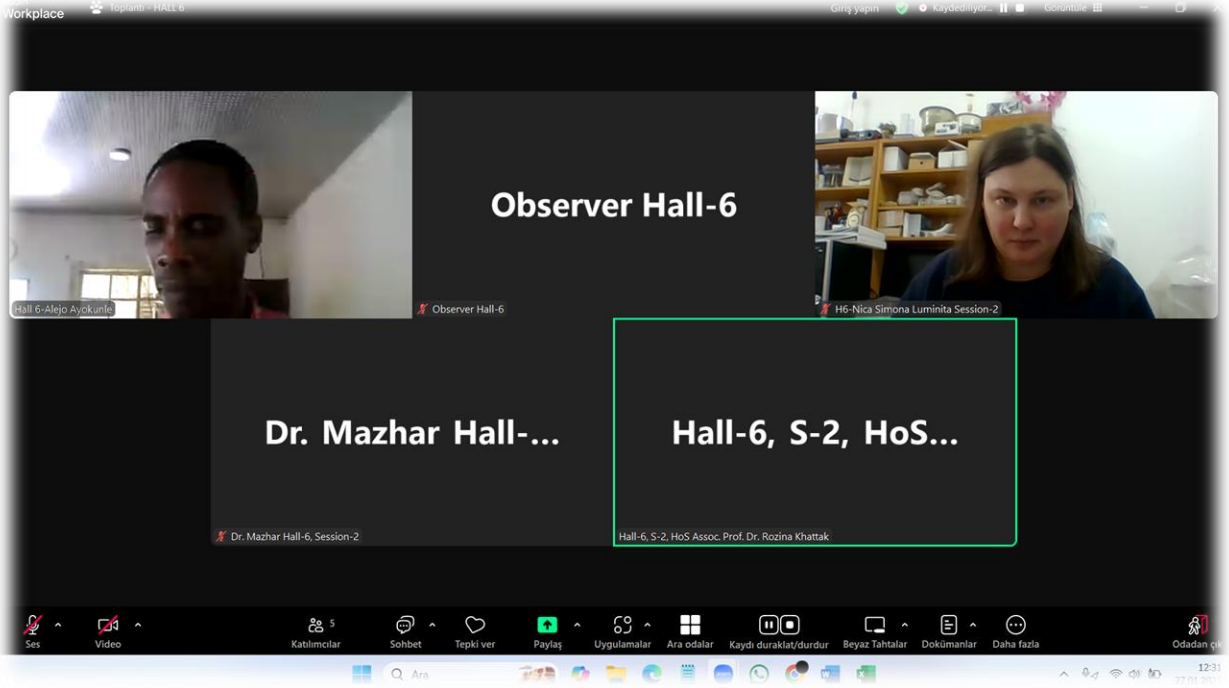 Workplace
Toplantı - HALL 6
Giriş yapın
Kaydediliyor...
Görüntüle
Observer Hall-6
Hall 6-Alejo Ayokunle
Observer Hall-6
H6-Nica Simona Luminita Session-2
Dr. Mazhar Hall-...
Hall-6, S-2, HoS...
Dr. Mazhar Hall-6, Session-2
Hall-6, S-2, HoS Assoc. Prof. Dr. Rozina Khattak
5
Ses
Video
Katılımcılar
Sohbet
Tepki ver
Paylaş
Uygulamalar
Ara odalar
Kaydı duraklat/durdur
Beyaz Tahtalar
Dokümanlar
Daha fazla
Odadan çık
Ara
12:31